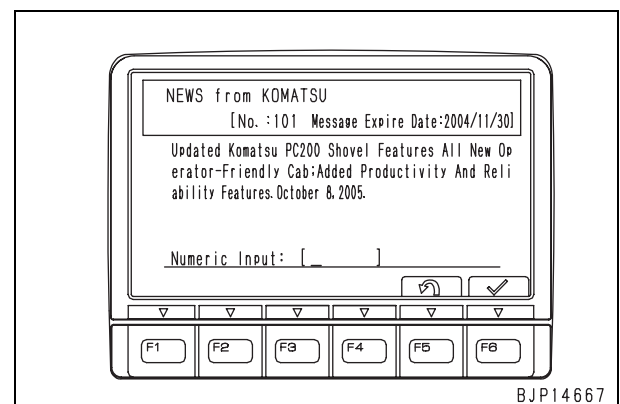 NEWS from KOMATSU
[No. :101 Message Expire Date:2004/11/30]
Updated Komatsu PC200 Shovel Features All New Op
erator-Friendly Cab;Added Productivity And Reli
ability Features.October 8,2005.
Numeric Input: [_ ]
F1 F2 F3 F4 F5 F6
BJP14667